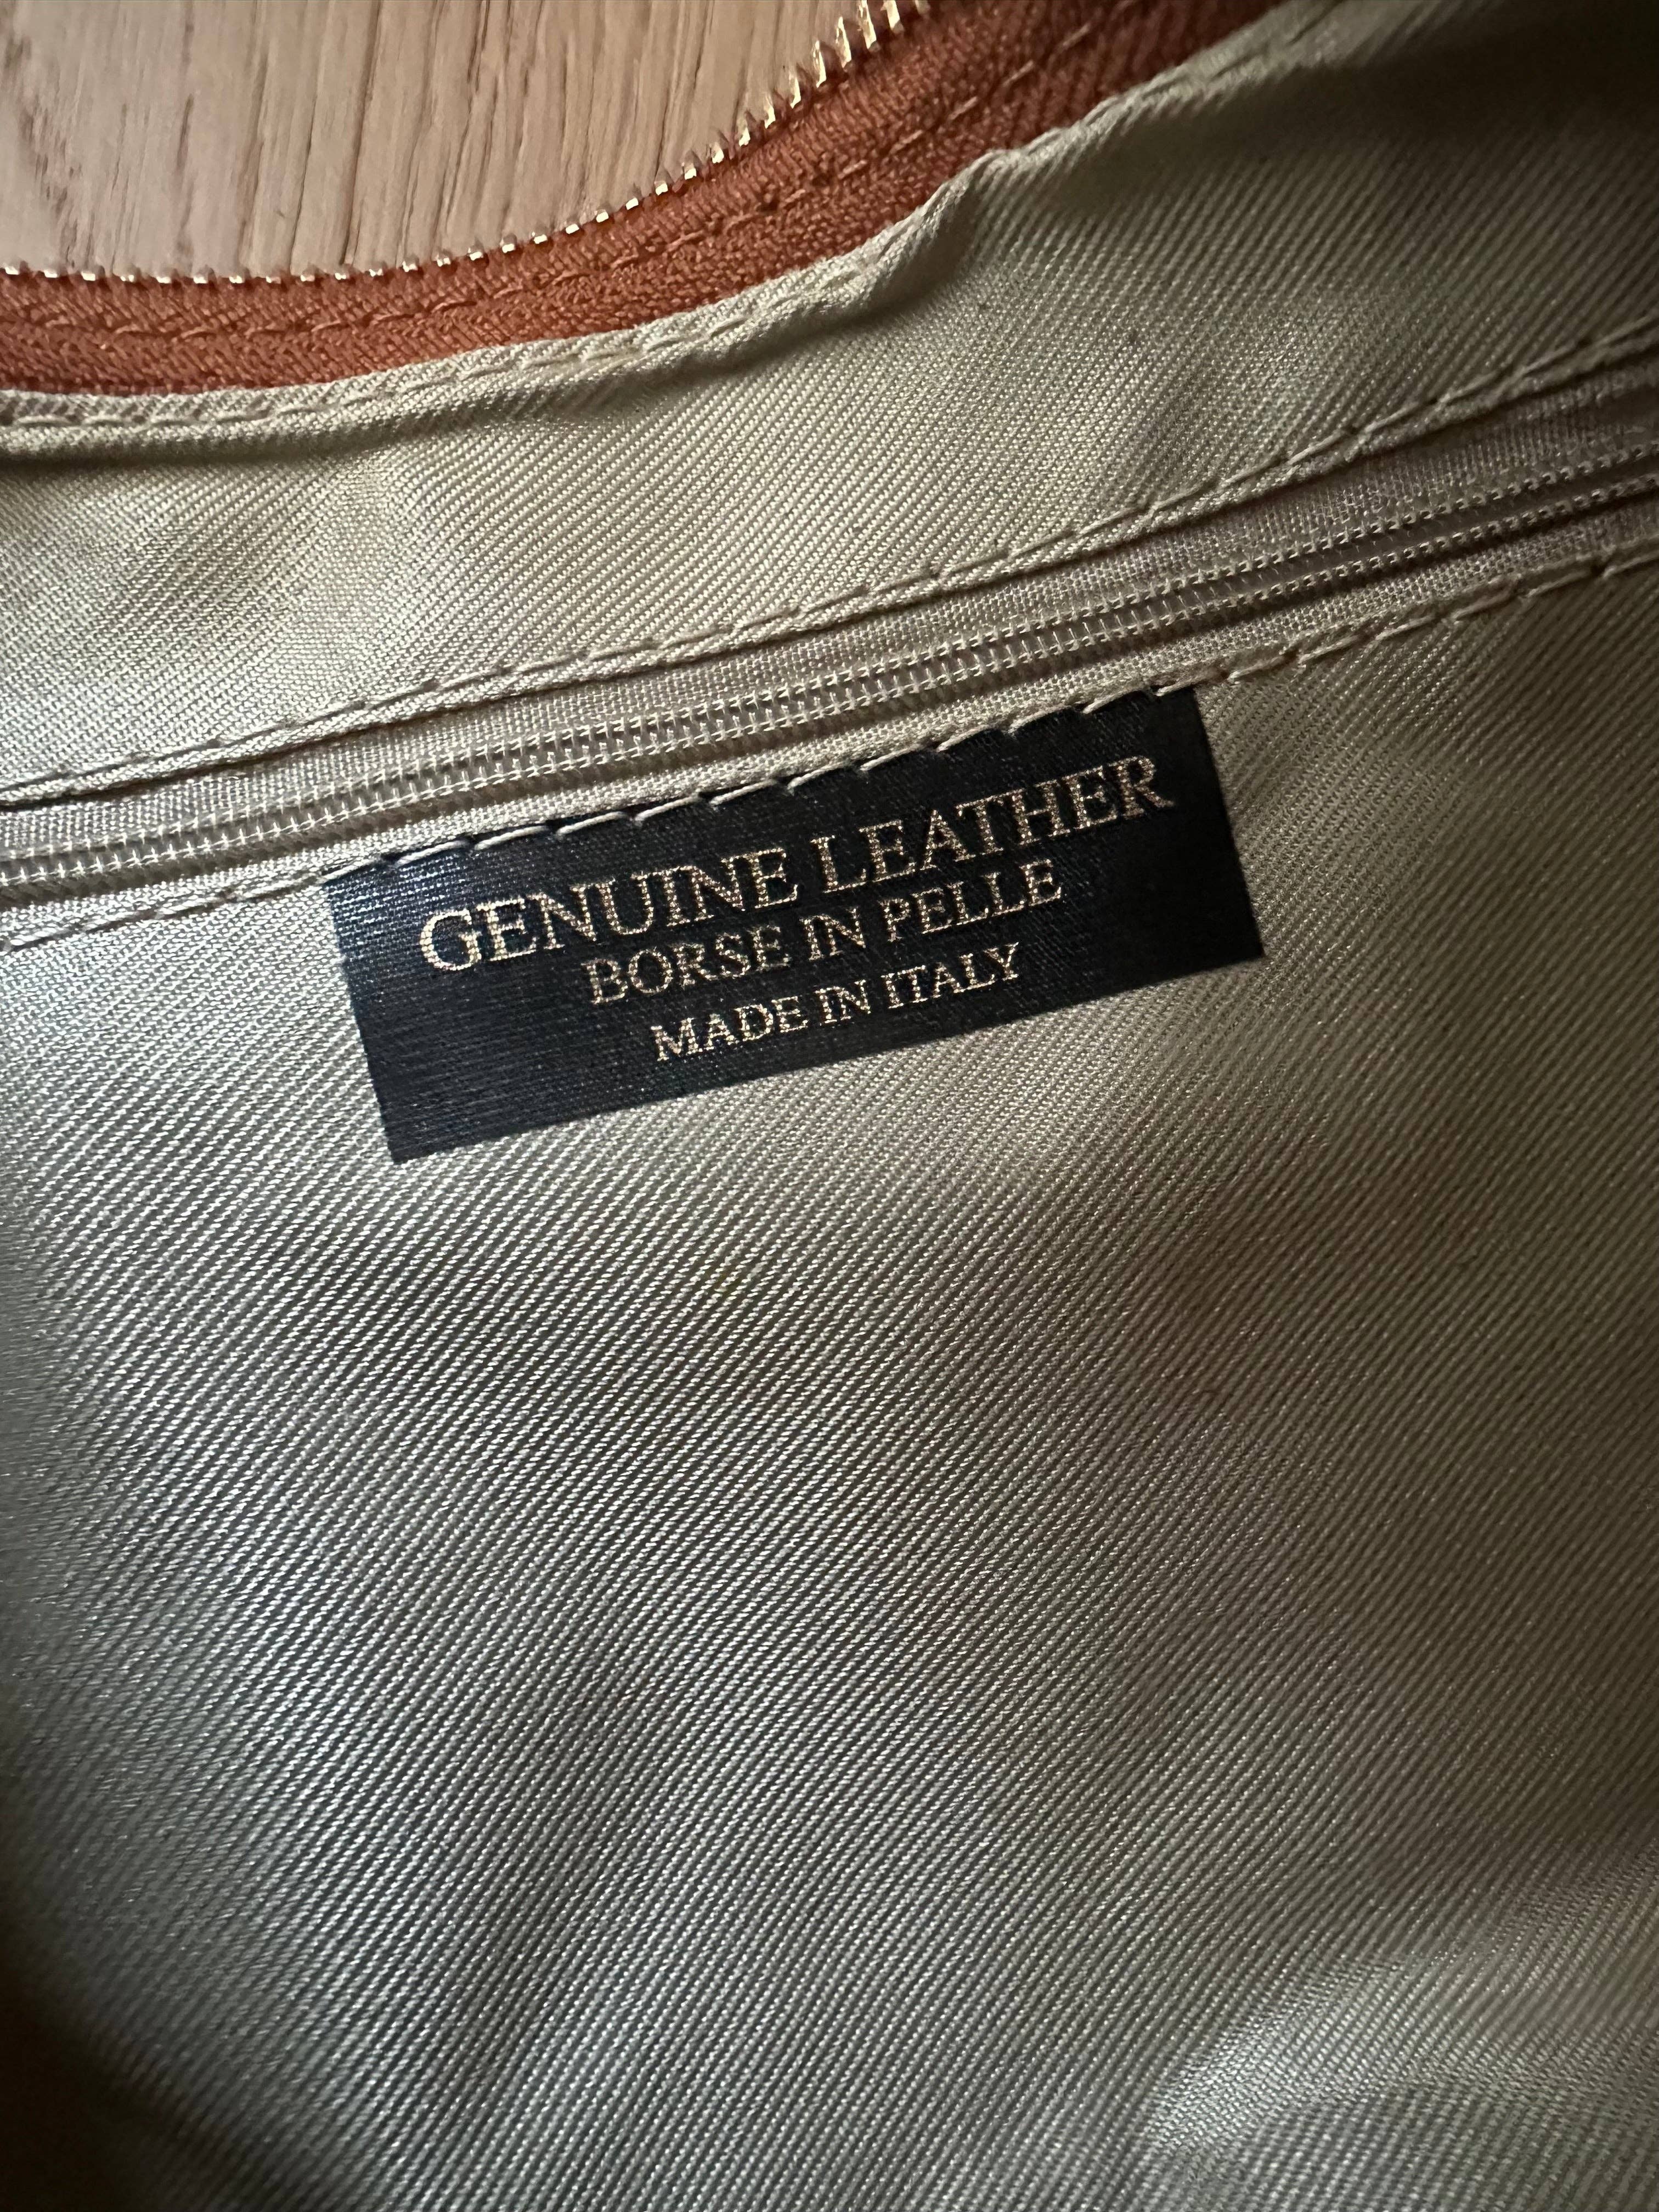 GENUINE LEATHER
BORSE IN PELLE
MADE IN ITALY